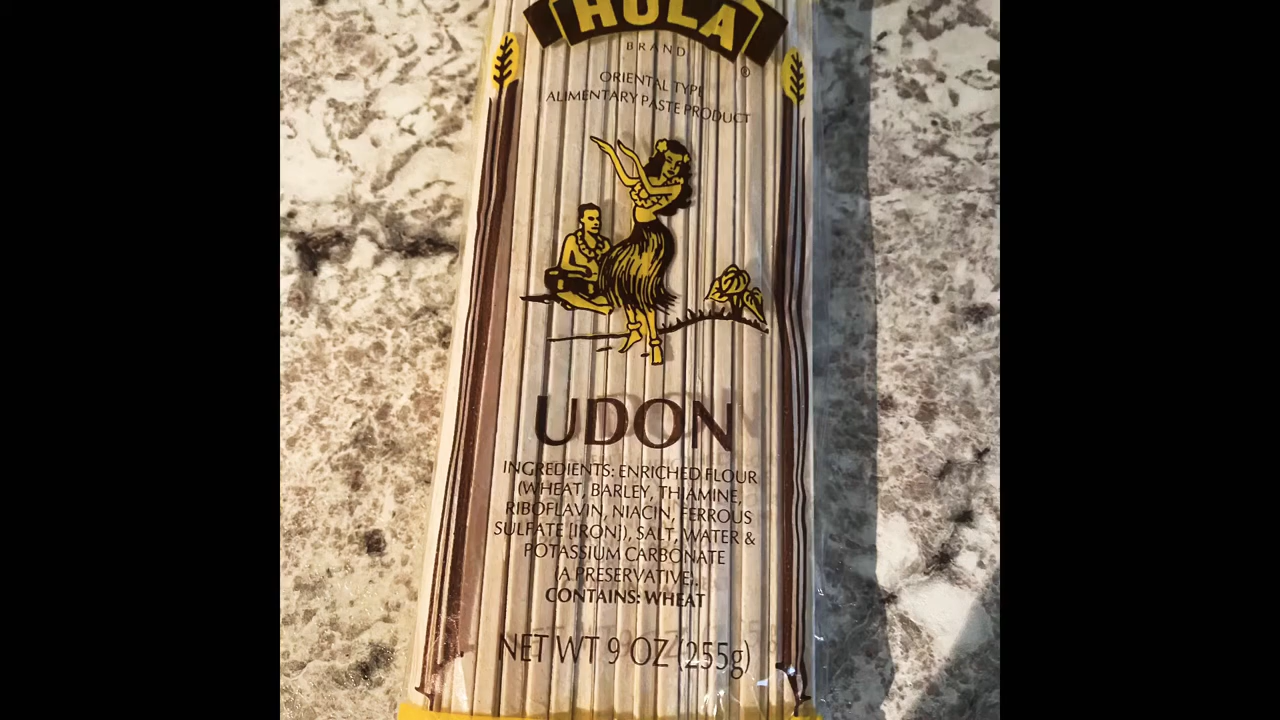 HULA
BRAND
®
ORIENTAL TYPE
ALIMENTARY PASTE PRODUCT
UDON
INGREDIENTS: ENRICHED FLOUR
(WHEAT, BARLEY, THIAMINE,
RIBOFLAVIN, NIACIN, FERROUS
SULFATE [IRON]), SALT, WATER &
POTASSIUM CARBONATE
(A PRESERVATIVE).
CONTAINS: WHEAT
NET WT 9 OZ (255g)